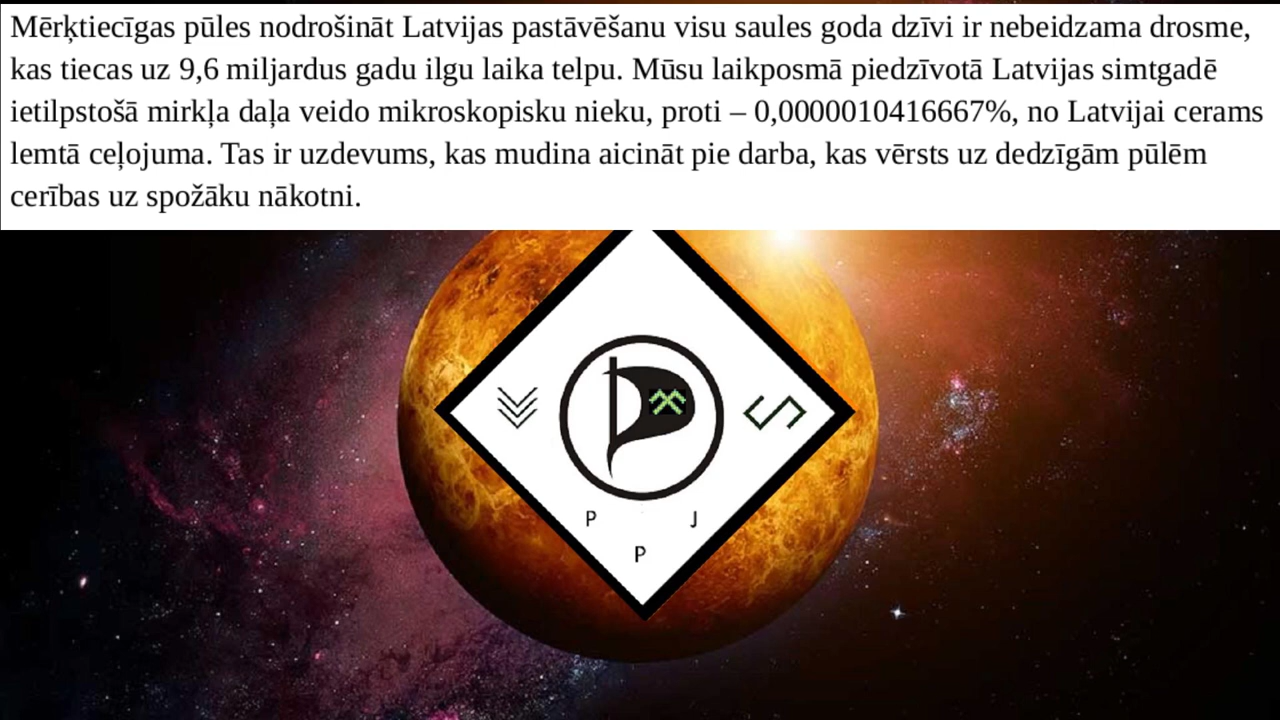 Mērķtiecīgas pūles nodrošināt Latvijas pastāvēšanu visu saules goda dzīvi ir nebeidzama drosme,
kas tiecas uz 9,6 miljardus gadu ilgu laika telpu. Mūsu laikposmā piedzīvotā Latvijas simtgadē
ietilpstošā mirkļa daļa veido mikroskopisku nieku, proti – 0,0000010416667%, no Latvijai cerams
lemtā ceļojuma. Tas ir uzdevums, kas mudina aicināt pie darba, kas vērsts uz dedzīgām pūlēm
cerības uz spožāku nākotni.
P J
P